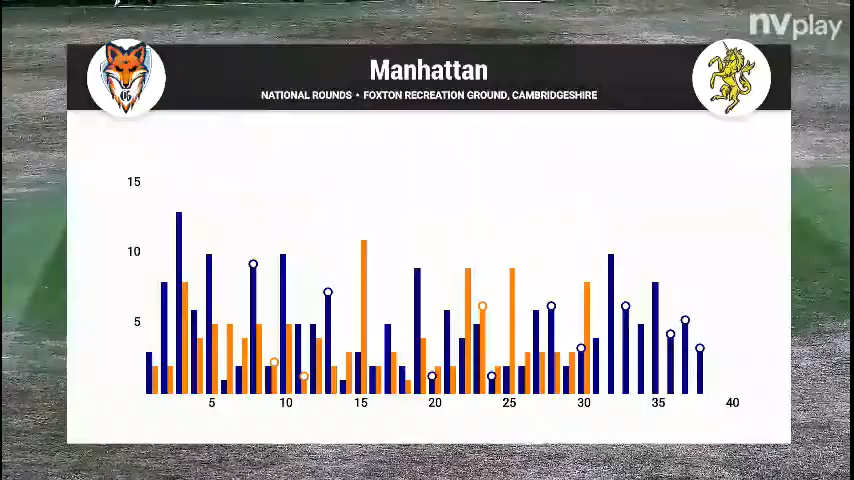 nvplay
Manhattan
NATIONAL ROUNDS • FOXTON RECREATION GROUND, CAMBRIDGESHIRE
15
10
5
5 10 15 20 25 30 35 40